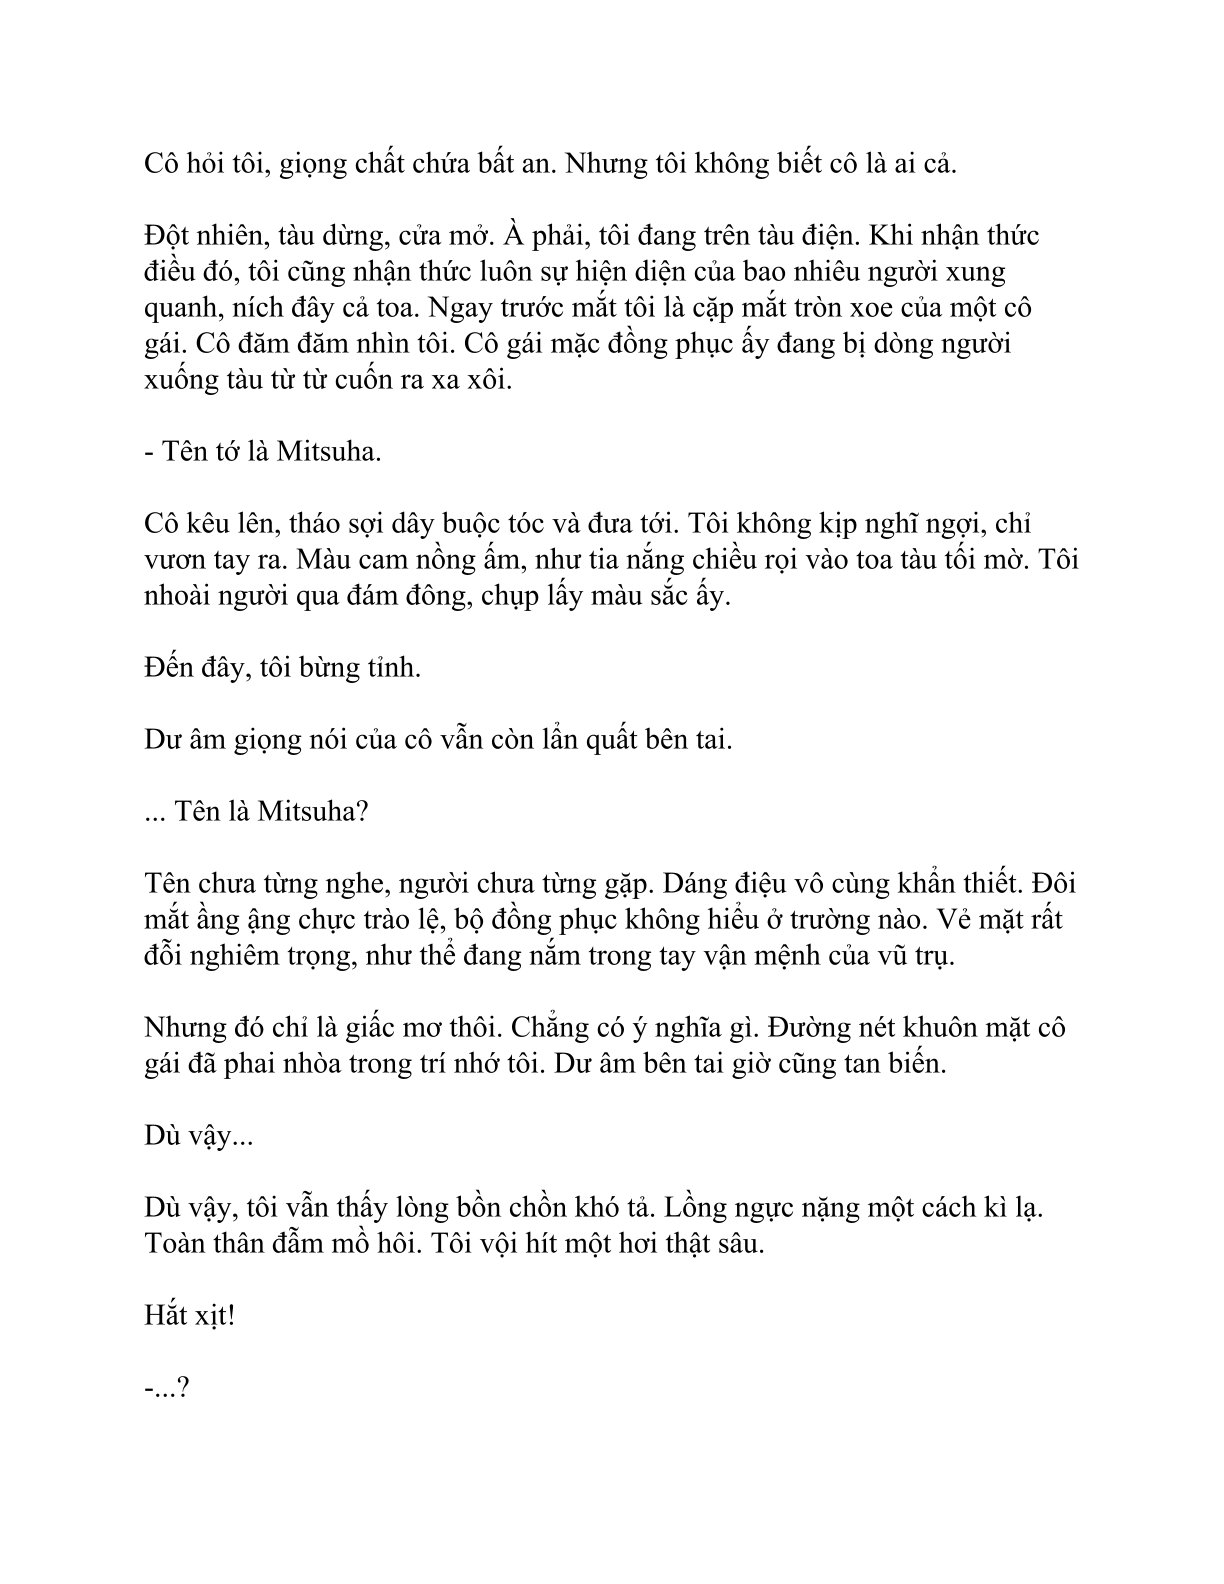 Cô hỏi tôi, giọng chất chứa bất an. Nhưng tôi không biết cô là ai cả.
Đột nhiên, tàu dừng, cửa mở. À phải, tôi đang trên tàu điện. Khi nhận thức
điều đó, tôi cũng nhận thức luôn sự hiện diện của bao nhiêu người xung
quanh, ních đây cả toa. Ngay trước mắt tôi là cặp mắt tròn xoe của một cô
gái. Cô đăm đăm nhìn tôi. Cô gái mặc đồng phục ấy đang bị dòng người
xuống tàu từ từ cuốn ra xa xôi.
- Tên tớ là Mitsuha.
Cô kêu lên, tháo sợi dây buộc tóc và đưa tới. Tôi không kịp nghĩ ngợi, chỉ
vươn tay ra. Màu cam nồng ấm, như tia nắng chiều rọi vào toa tàu tối mờ. Tôi
nhoài người qua đám đông, chụp lấy màu sắc ấy.
Đến đây, tôi bừng tỉnh.
Dư âm giọng nói của cô vẫn còn lẩn quất bên tai.
... Tên là Mitsuha?
Tên chưa từng nghe, người chưa từng gặp. Dáng điệu vô cùng khẩn thiết. Đôi
mắt ầng ậng chực trào lệ, bộ đồng phục không hiểu ở trường nào. Vẻ mặt rất
đỗi nghiêm trọng, như thể đang nắm trong tay vận mệnh của vũ trụ.
Nhưng đó chỉ là giấc mơ thôi. Chẳng có ý nghĩa gì. Đường nét khuôn mặt cô
gái đã phai nhòa trong trí nhớ tôi. Dư âm bên tai giờ cũng tan biến.
Dù vậy...
Dù vậy, tôi vẫn thấy lòng bồn chồn khó tả. Lồng ngực nặng một cách kì lạ.
Toàn thân đẫm mồ hôi. Tôi vội hít một hơi thật sâu.
Hắt xịt!
-...?